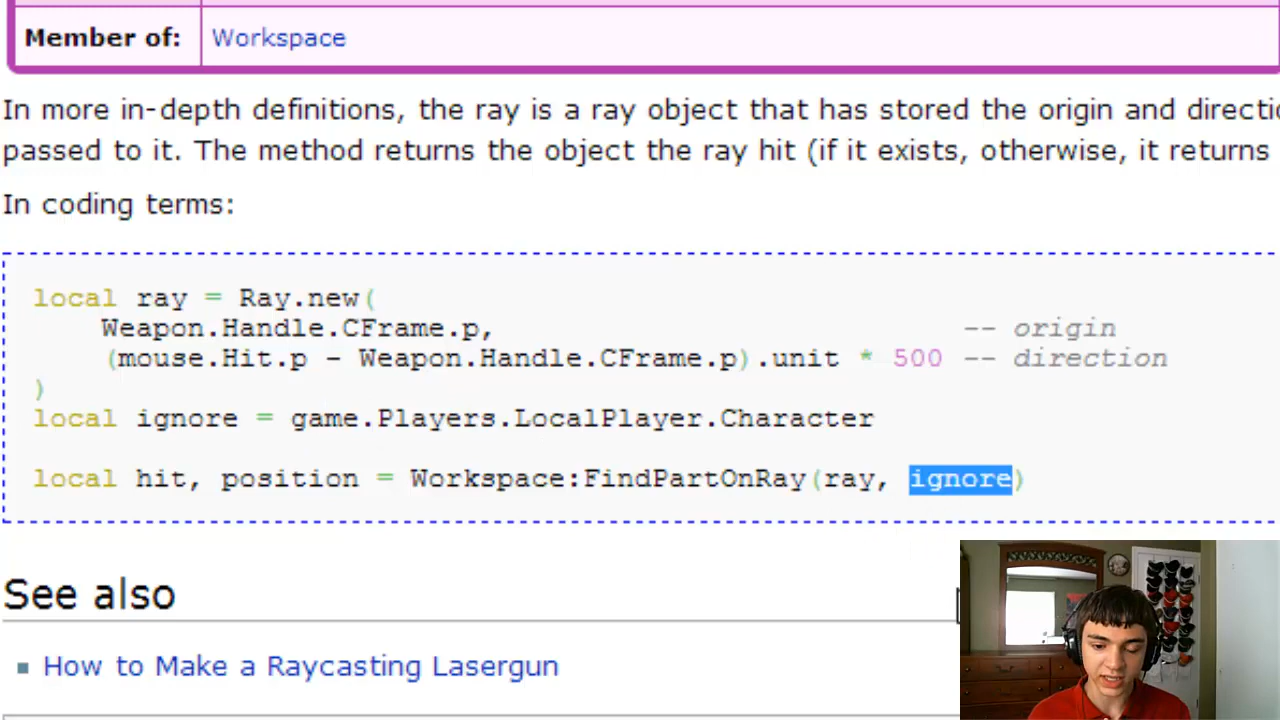 Member of: Workspace
In more in-depth definitions, the ray is a ray object that has stored the origin and
passed to it. The method returns the object the ray hit (if it exists, otherwise, it returns
In coding terms:
local ray = Ray.new(
Weapon.Handle.CFrame.p, -- origin
(mouse.Hit.p - Weapon.Handle.CFrame.p).unit * 500 -- direction
)
local ignore = game.Players.LocalPlayer.Character
local hit, position = Workspace:FindPartOnRay(ray, ignore)
See also
How to Make a Raycasting Lasergun